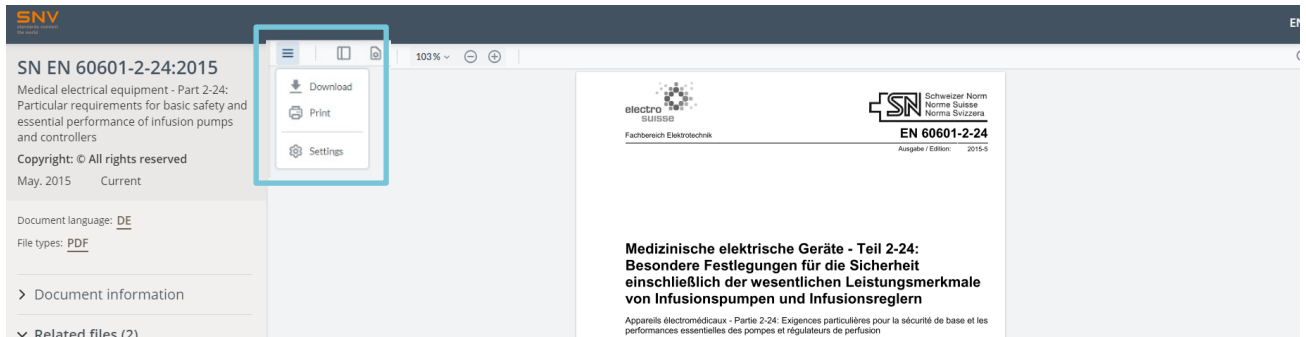 SNV
standards connect
the world
EN
SN EN 60601-2-24:2015
Medical electrical equipment - Part 2-24:
Particular requirements for basic safety and
essential performance of infusion pumps
and controllers
Copyright: © All rights reserved
May. 2015 Current
Document language: DE
File types: PDF
Document information
Related files (2)
Download
Print
Settings
103%
electro
suisse
Fachbereich Elektrotechnik
SN
Schweizer Norm
Norme Suisse
Norma Svizzera
EN 60601-2-24
Ausgabe / Edition: 2015-5
Medizinische elektrische Geräte - Teil 2-24:
Besondere Festlegungen für die Sicherheit
einschließlich der wesentlichen Leistungsmerkmale
von Infusionspumpen und Infusionsreglern
Appareils électromédicaux - Partie 2-24: Exigences particulières pour la sécurité de base et les
performances essentielles des pompes et régulateurs de perfusion